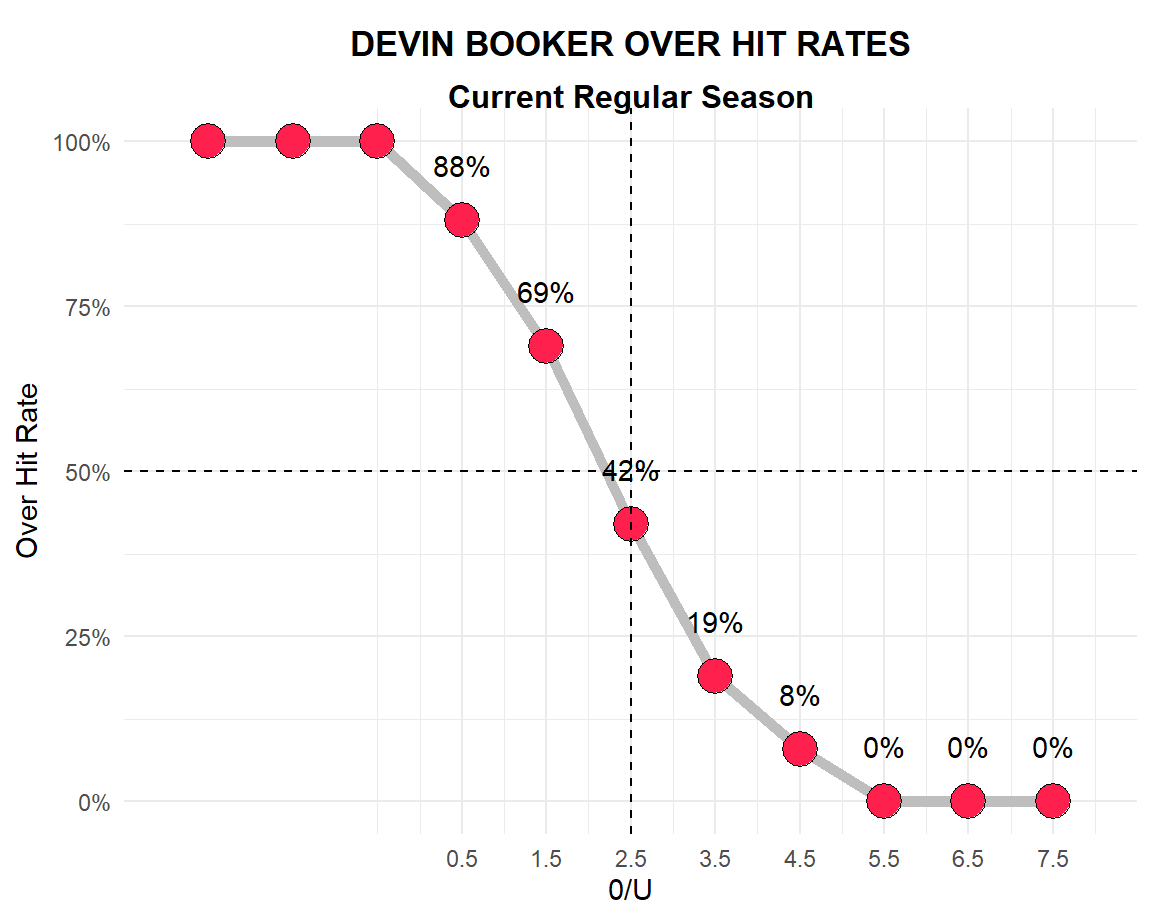 DEVIN BOOKER OVER HIT RATES
Current Regular Season
100%
88%
75%
69%
50%
42%
25%
19%
8%
0%
0%
0%
0%
Over Hit Rate
0.5 1.5 2.5 3.5 4.5 5.5 6.5 7.5
0/U